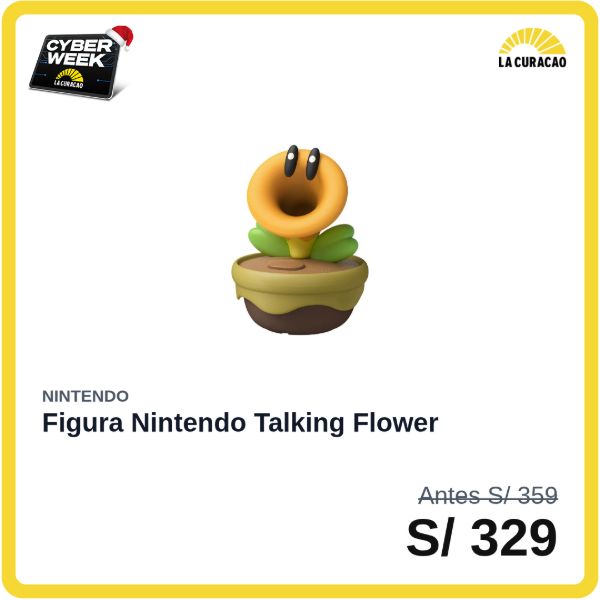 CYBER
WEEK
LA CURACAO
LA CURACAO
NINTENDO
Figura Nintendo Talking Flower
Antes S/ 359
S/ 329